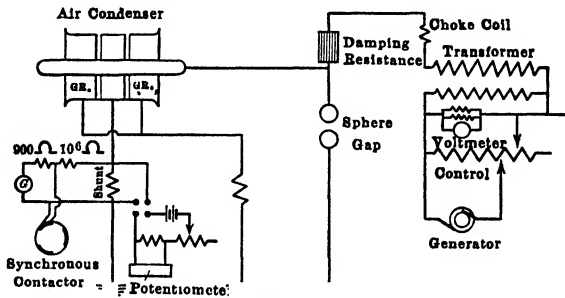 Air Condenser
Choke Coil
Damping
Resistance
Transformer
GR.
GR.
Sphere
Gap
Voltmeter
Control
900 Ω 10⁶ Ω
Shunt
G
Generator
Synchronous
Contactor
Potentiometer